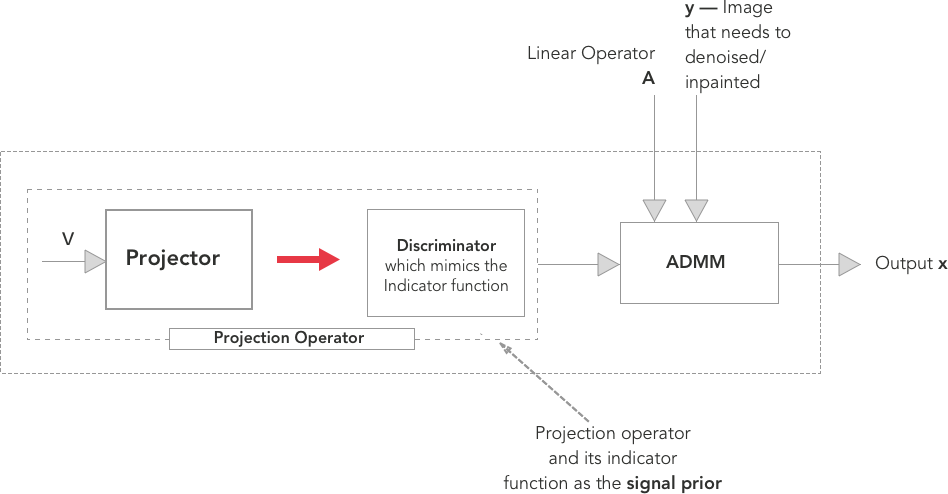 y — Image
that needs to
denoised/
inpainted
Linear Operator
A
V
Projector
Discriminator
which mimics the
Indicator function
ADMM
Output x
Projection Operator
Projection operator
and its indicator
function as the signal prior